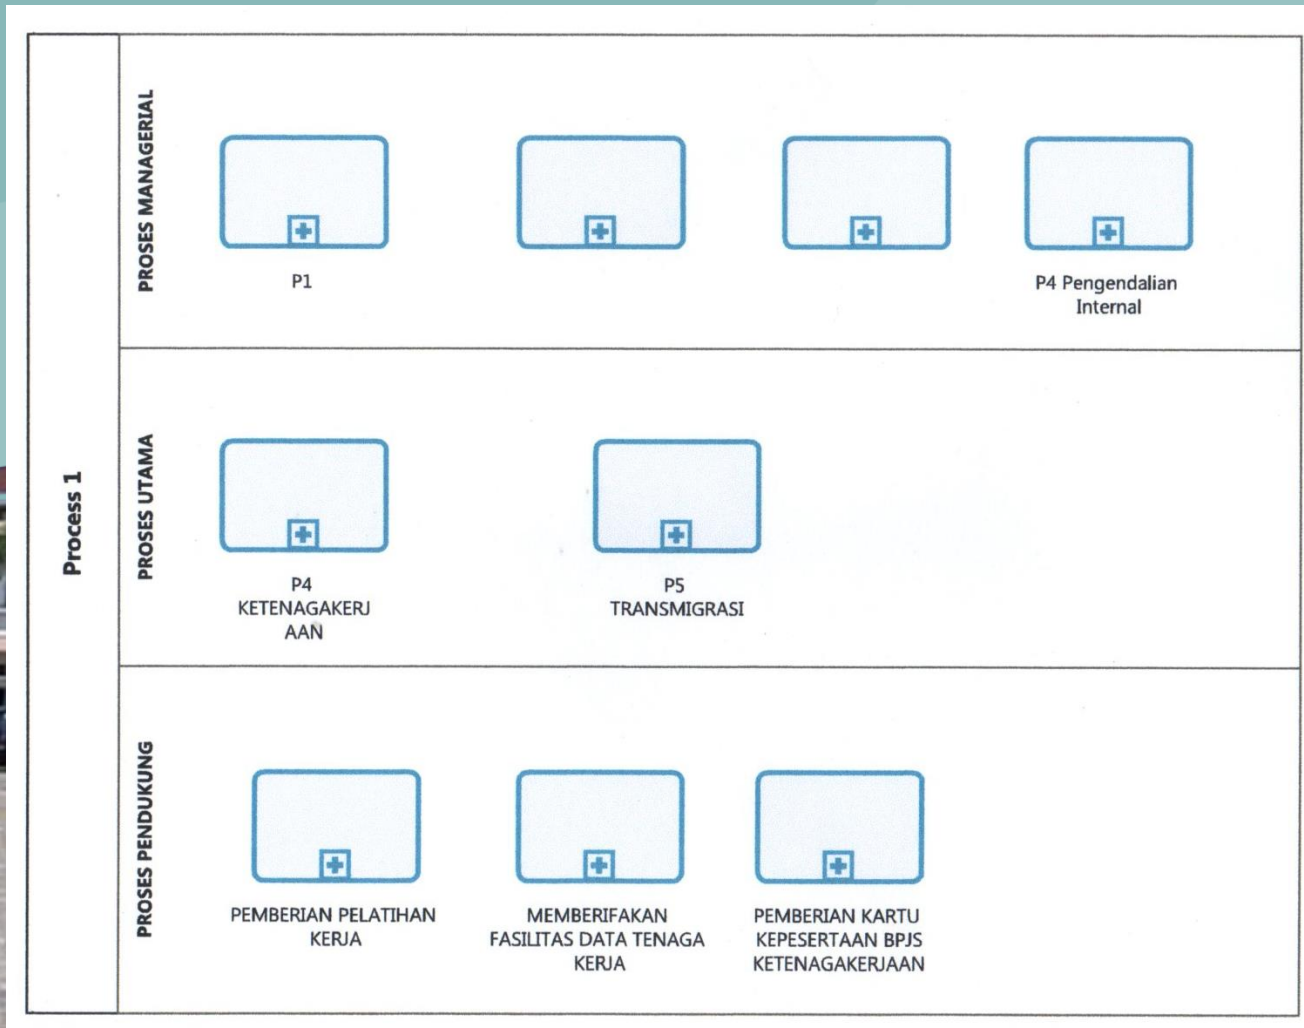 Process 1
PROSES MANAGERIAL
P1
P4 Pengendalian
Internal
PROSES UTAMA
P4
KETENAGAKERJ
AAN
P5
TRANSMIGRASI
PROSES PENDUKUNG
PEMBERIAN PELATIHAN
KERJA
MEMBERIFAKAN
FASILITAS DATA TENAGA
KERJA
PEMBERIAN KARTU
KEPESERTAAN BPJS
KETENAGAKERJAAN